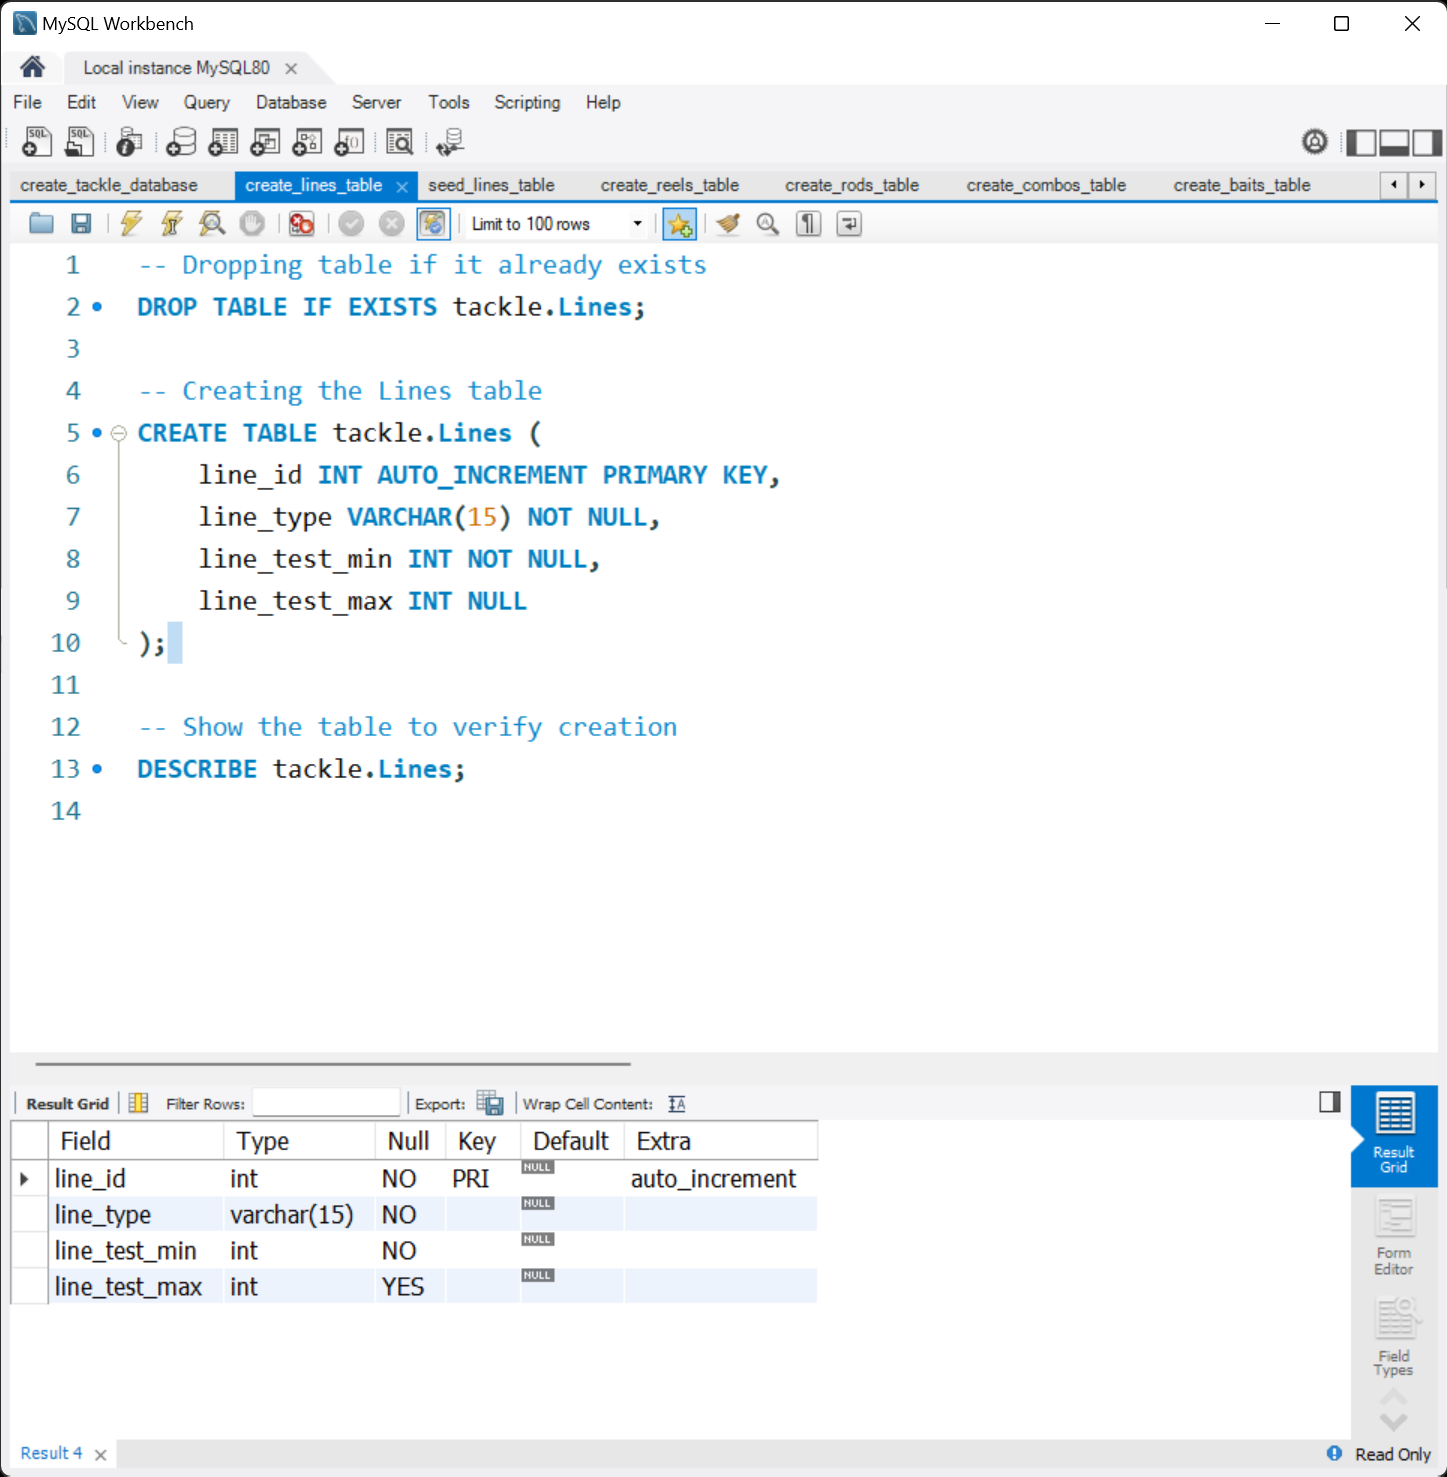 MySQL Workbench
Local instance MySQL80
File Edit View Query Database Server Tools Scripting Help
create_tackle_database create_lines_table seed_lines_table create_reels_table create_rods_table create_combos_table create_baits_table
Limit to 100 rows
1 -- Dropping table if it already exists
2 DROP TABLE IF EXISTS tackle.Lines;
3
4 -- Creating the Lines table
5 CREATE TABLE tackle.Lines (
6 line_id INT AUTO_INCREMENT PRIMARY KEY,
7 line_type VARCHAR(15) NOT NULL,
8 line_test_min INT NOT NULL,
9 line_test_max INT NULL
10 );
11
12 -- Show the table to verify creation
13 DESCRIBE tackle.Lines;
14
Result Grid Filter Rows: Export: Wrap Cell Content:
Field Type Null Key Default Extra
line_id int NO PRI NULL auto_increment
line_type varchar(15) NO NULL
line_test_min int NO NULL
line_test_max int YES NULL
Result
Grid
Form
Editor
Field
Types
Result 4
Read Only